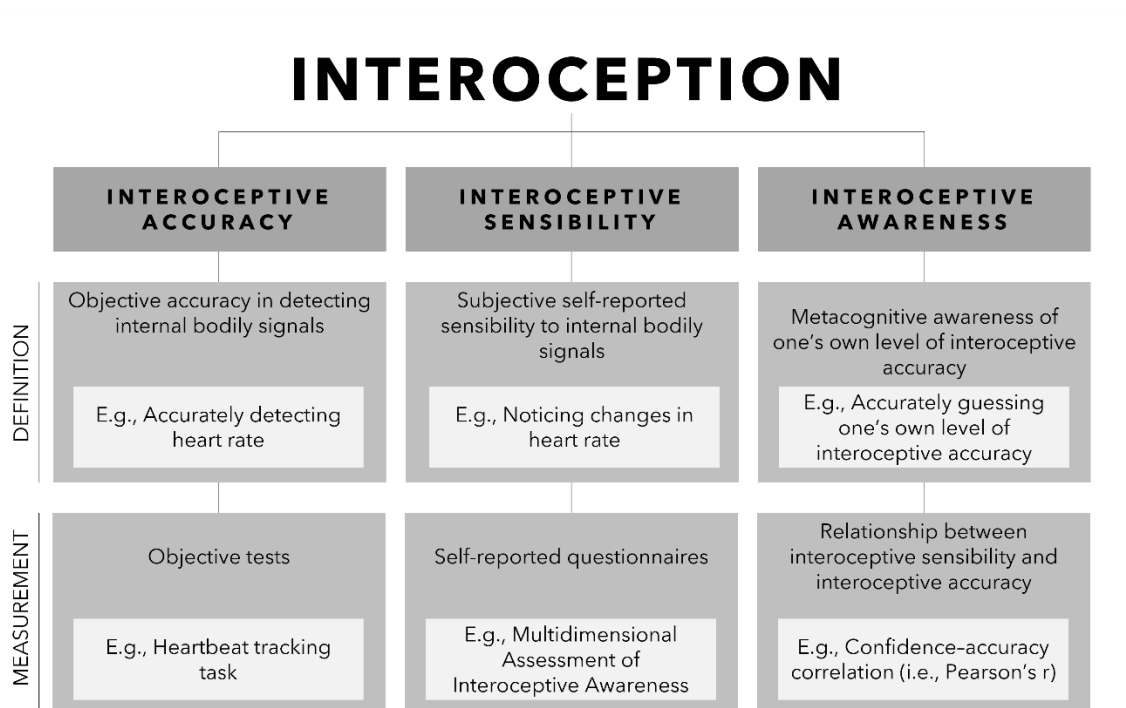 INTEROCEPTION
INTEROCEPTIVE
ACCURACY
INTEROCEPTIVE
SENSIBILITY
INTEROCEPTIVE
AWARENESS
DEFINITION
Objective accuracy in detecting
internal bodily signals
E.g., Accurately detecting
heart rate
Subjective self-reported
sensibility to internal bodily
signals
E.g., Noticing changes in
heart rate
Metacognitive awareness of
one's own level of interoceptive
accuracy
E.g., Accurately guessing
one's own level of
interoceptive accuracy
MEASUREMENT
Objective tests
E.g., Heartbeat tracking
task
Self-reported questionnaires
E.g., Multidimensional
Assessment of
Interoceptive Awareness
Relationship between
interoceptive sensibility and
interoceptive accuracy
E.g., Confidence–accuracy
correlation (i.e., Pearson's r)